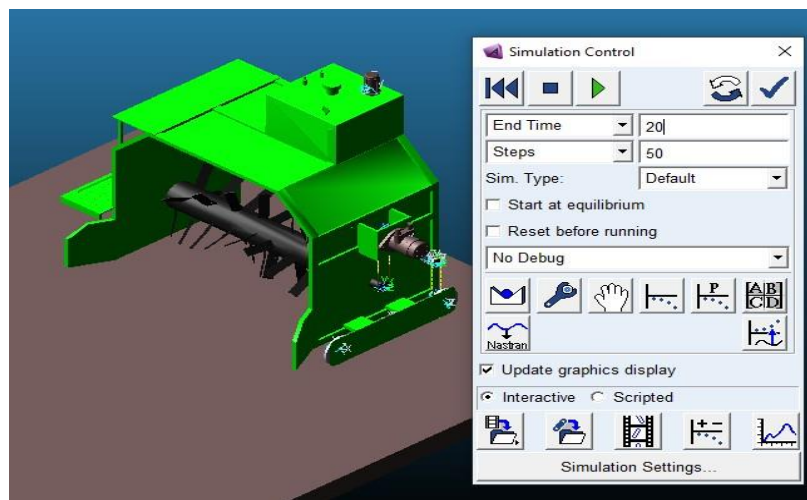 Simulation Control
End Time 20
Steps 50
Sim. Type: Default
Start at equilibrium
Reset before running
No Debug
P A B
C D
Nastran
Update graphics display
Interactive Scripted
Simulation Settings...